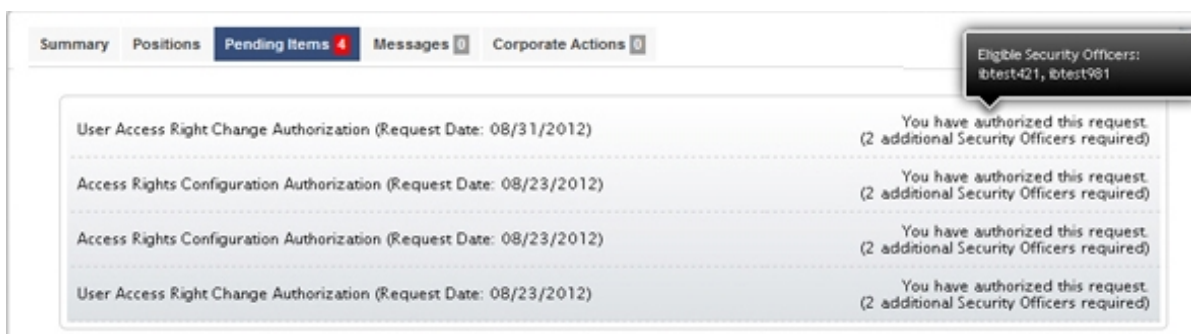 Summary Positions Pending Items 4 Messages 0 Corporate Actions 0
Eligible Security Officers:
ibtest421, ibtest981
User Access Right Change Authorization (Request Date: 08/31/2012)
You have authorized this request.
(2 additional Security Officers required)
Access Rights Configuration Authorization (Request Date: 08/23/2012)
You have authorized this request.
(2 additional Security Officers required)
Access Rights Configuration Authorization (Request Date: 08/23/2012)
You have authorized this request.
(2 additional Security Officers required)
User Access Right Change Authorization (Request Date: 08/23/2012)
You have authorized this request.
(2 additional Security Officers required)